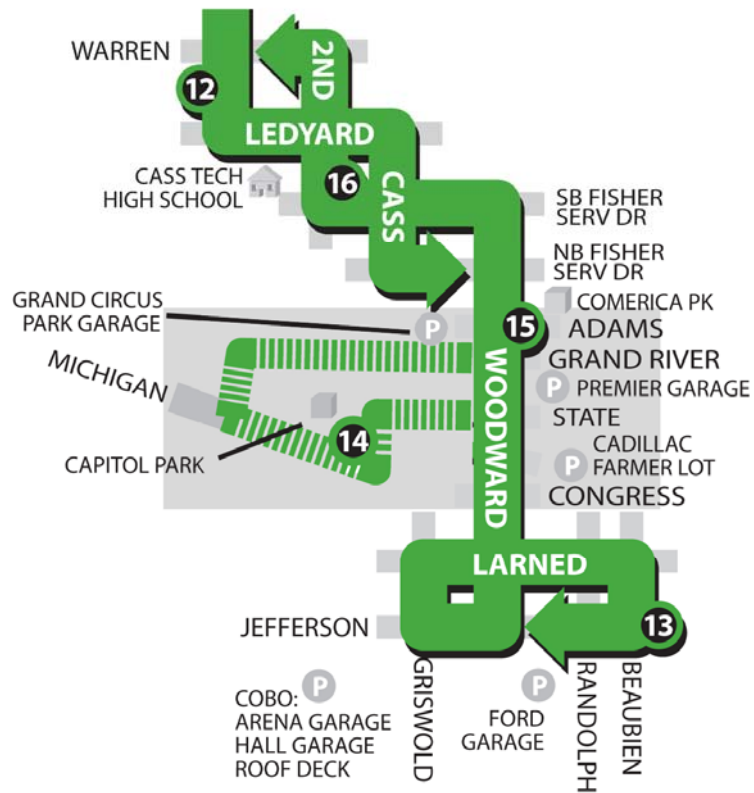 WARREN
2ND
12
LEDYARD
CASS TECH
HIGH SCHOOL
16
CASS
SB FISHER
SERV DR
NB FISHER
SERV DR
GRAND CIRCUS
PARK GARAGE
P
COMERICA PK
15
ADAMS
MICHIGAN
WOODWARD
GRAND RIVER
P
PREMIER GARAGE
STATE
14
CAPITOL PARK
P
CADILLAC
FARMER LOT
CONGRESS
LARNED
JEFFERSON
13
GRISWOLD
RANDOLPH
BEAUBIEN
P
COBO:
ARENA GARAGE
HALL GARAGE
ROOF DECK
P
FORD
GARAGE